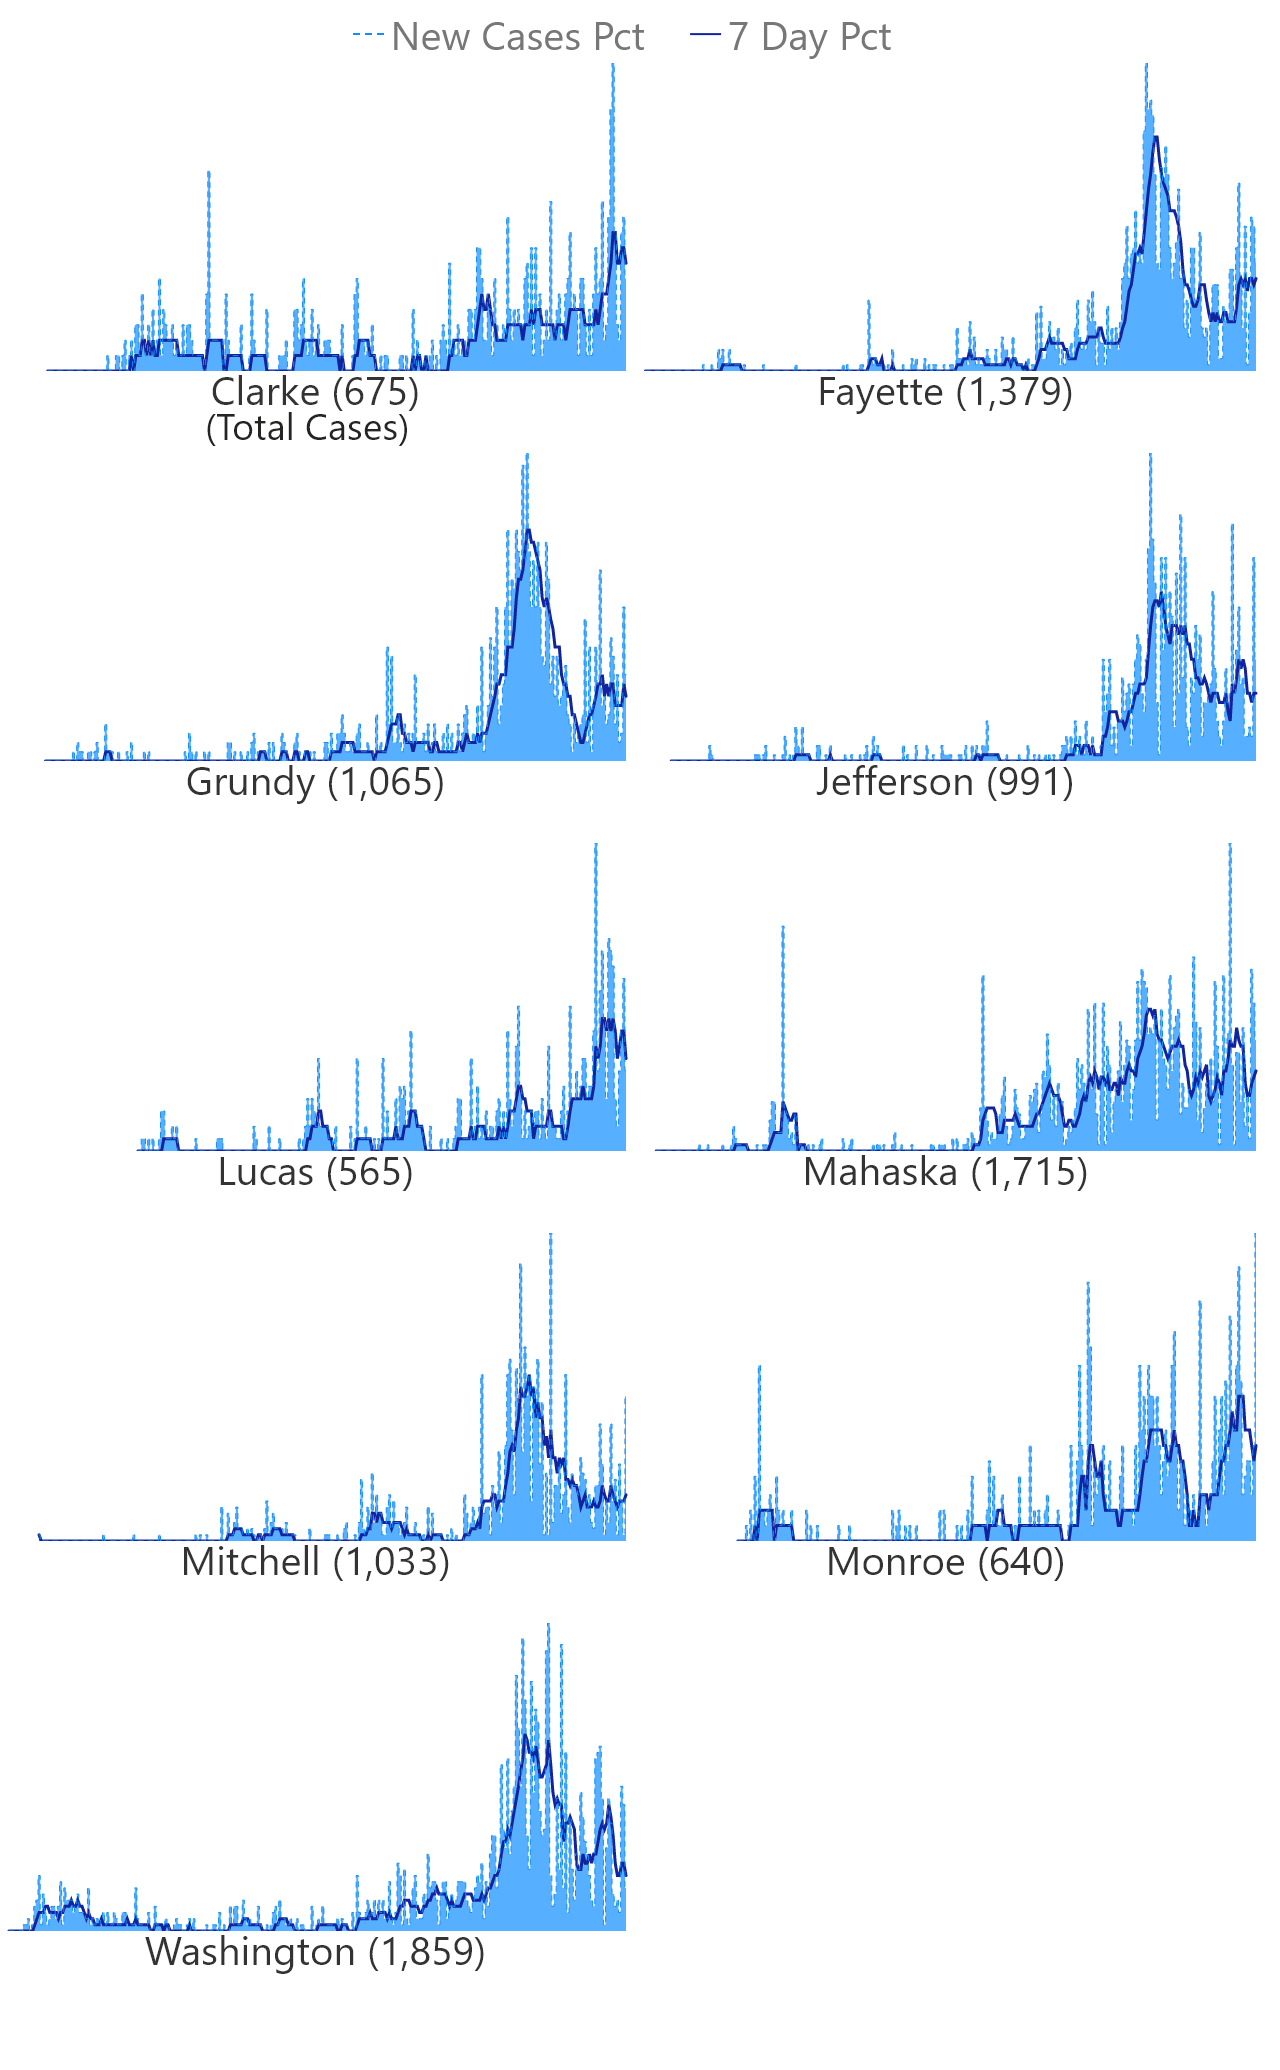 New Cases Pct 7 Day Pct
Clarke (675) Fayette (1,379)
(Total Cases)
Grundy (1,065) Jefferson (991)
Lucas (565) Mahaska (1,715)
Mitchell (1,033) Monroe (640)
Washington (1,859)